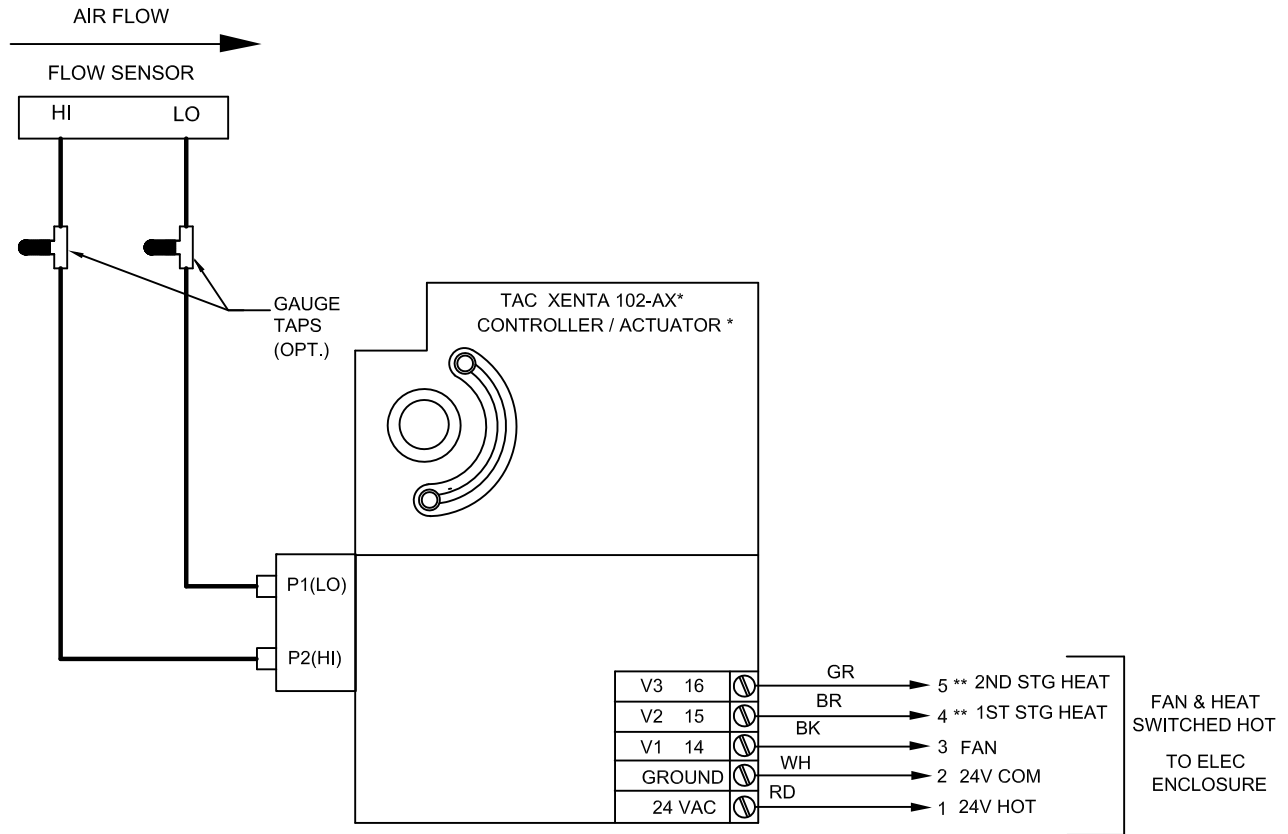 AIR FLOW
FLOW SENSOR
HI LO
GAUGE
TAPS
(OPT.)
TAC XENTA 102-AX*
CONTROLLER / ACTUATOR *
P1(LO)
P2(HI)
V3 16 GR 5 ** 2ND STG HEAT
V2 15 BR 4 ** 1ST STG HEAT
V1 14 BK 3 FAN
GROUND WH 2 24V COM
24 VAC RD 1 24V HOT
FAN & HEAT
SWITCHED HOT
TO ELEC
ENCLOSURE